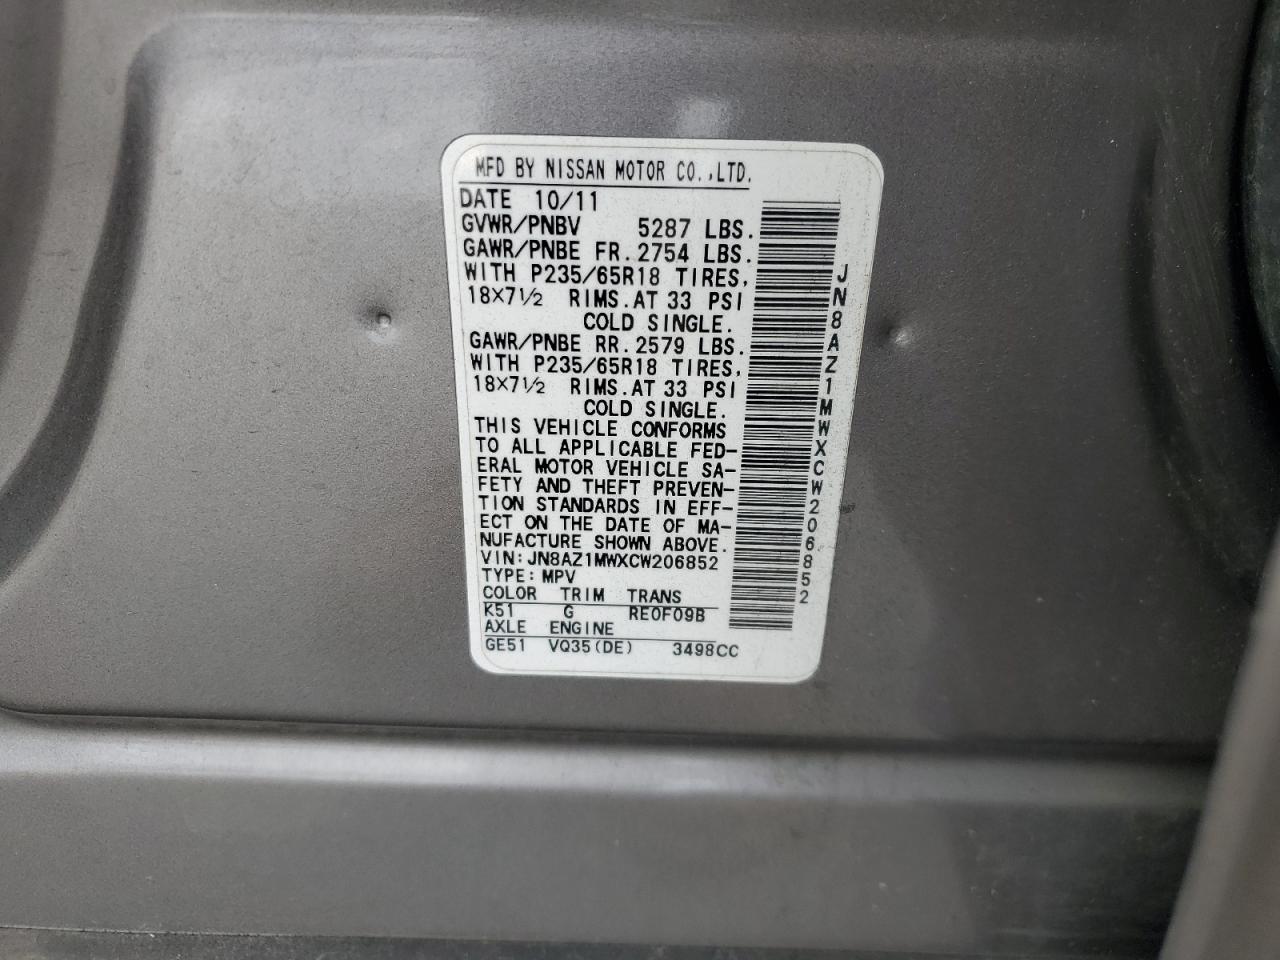 MFD BY NISSAN MOTOR CO.,LTD.
DATE 10/11
GVWR/PNBV 5287 LBS.
GAWR/PNBE FR. 2754 LBS.
WITH P235/65R18 TIRES,
18×7½ RIMS.AT 33 PSI
COLD SINGLE.
GAWR/PNBE RR. 2579 LBS.
WITH P235/65R18 TIRES,
18×7½ RIMS.AT 33 PSI
COLD SINGLE.
THIS VEHICLE CONFORMS
TO ALL APPLICABLE FED-
ERAL MOTOR VEHICLE SA-
FETY AND THEFT PREVEN-
TION STANDARDS IN EFF-
ECT ON THE DATE OF MA-
NUFACTURE SHOWN ABOVE.
VIN:JN8AZ1MWXCW206852
TYPE:MPV
COLOR TRIM TRANS
K51 G RE0F09B
AXLE ENGINE
GE51 VQ35(DE) 3498CC
JN8AZ1MWXCW206852